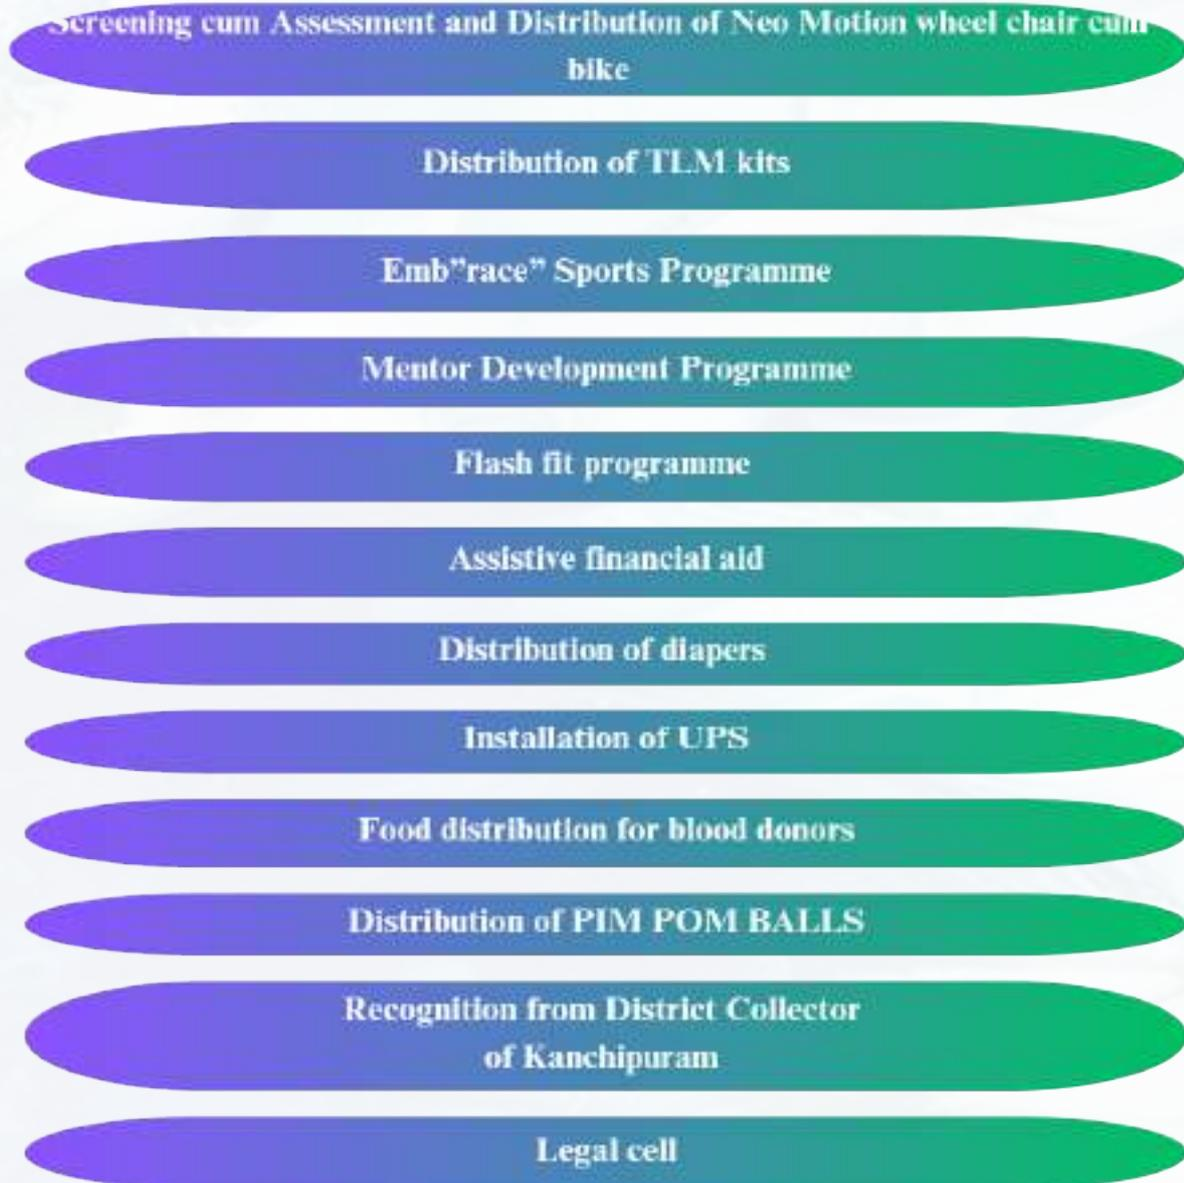 Screening cum Assessment and Distribution of Neo Motion wheel chair cum
bike
Distribution of TLM kits
Emb”race” Sports Programme
Mentor Development Programme
Flash fit programme
Assistive financial aid
Distribution of diapers
Installation of UPS
Food distribution for blood donors
Distribution of PIM POM BALLS
Recognition from District Collector
of Kanchipuram
Legal cell